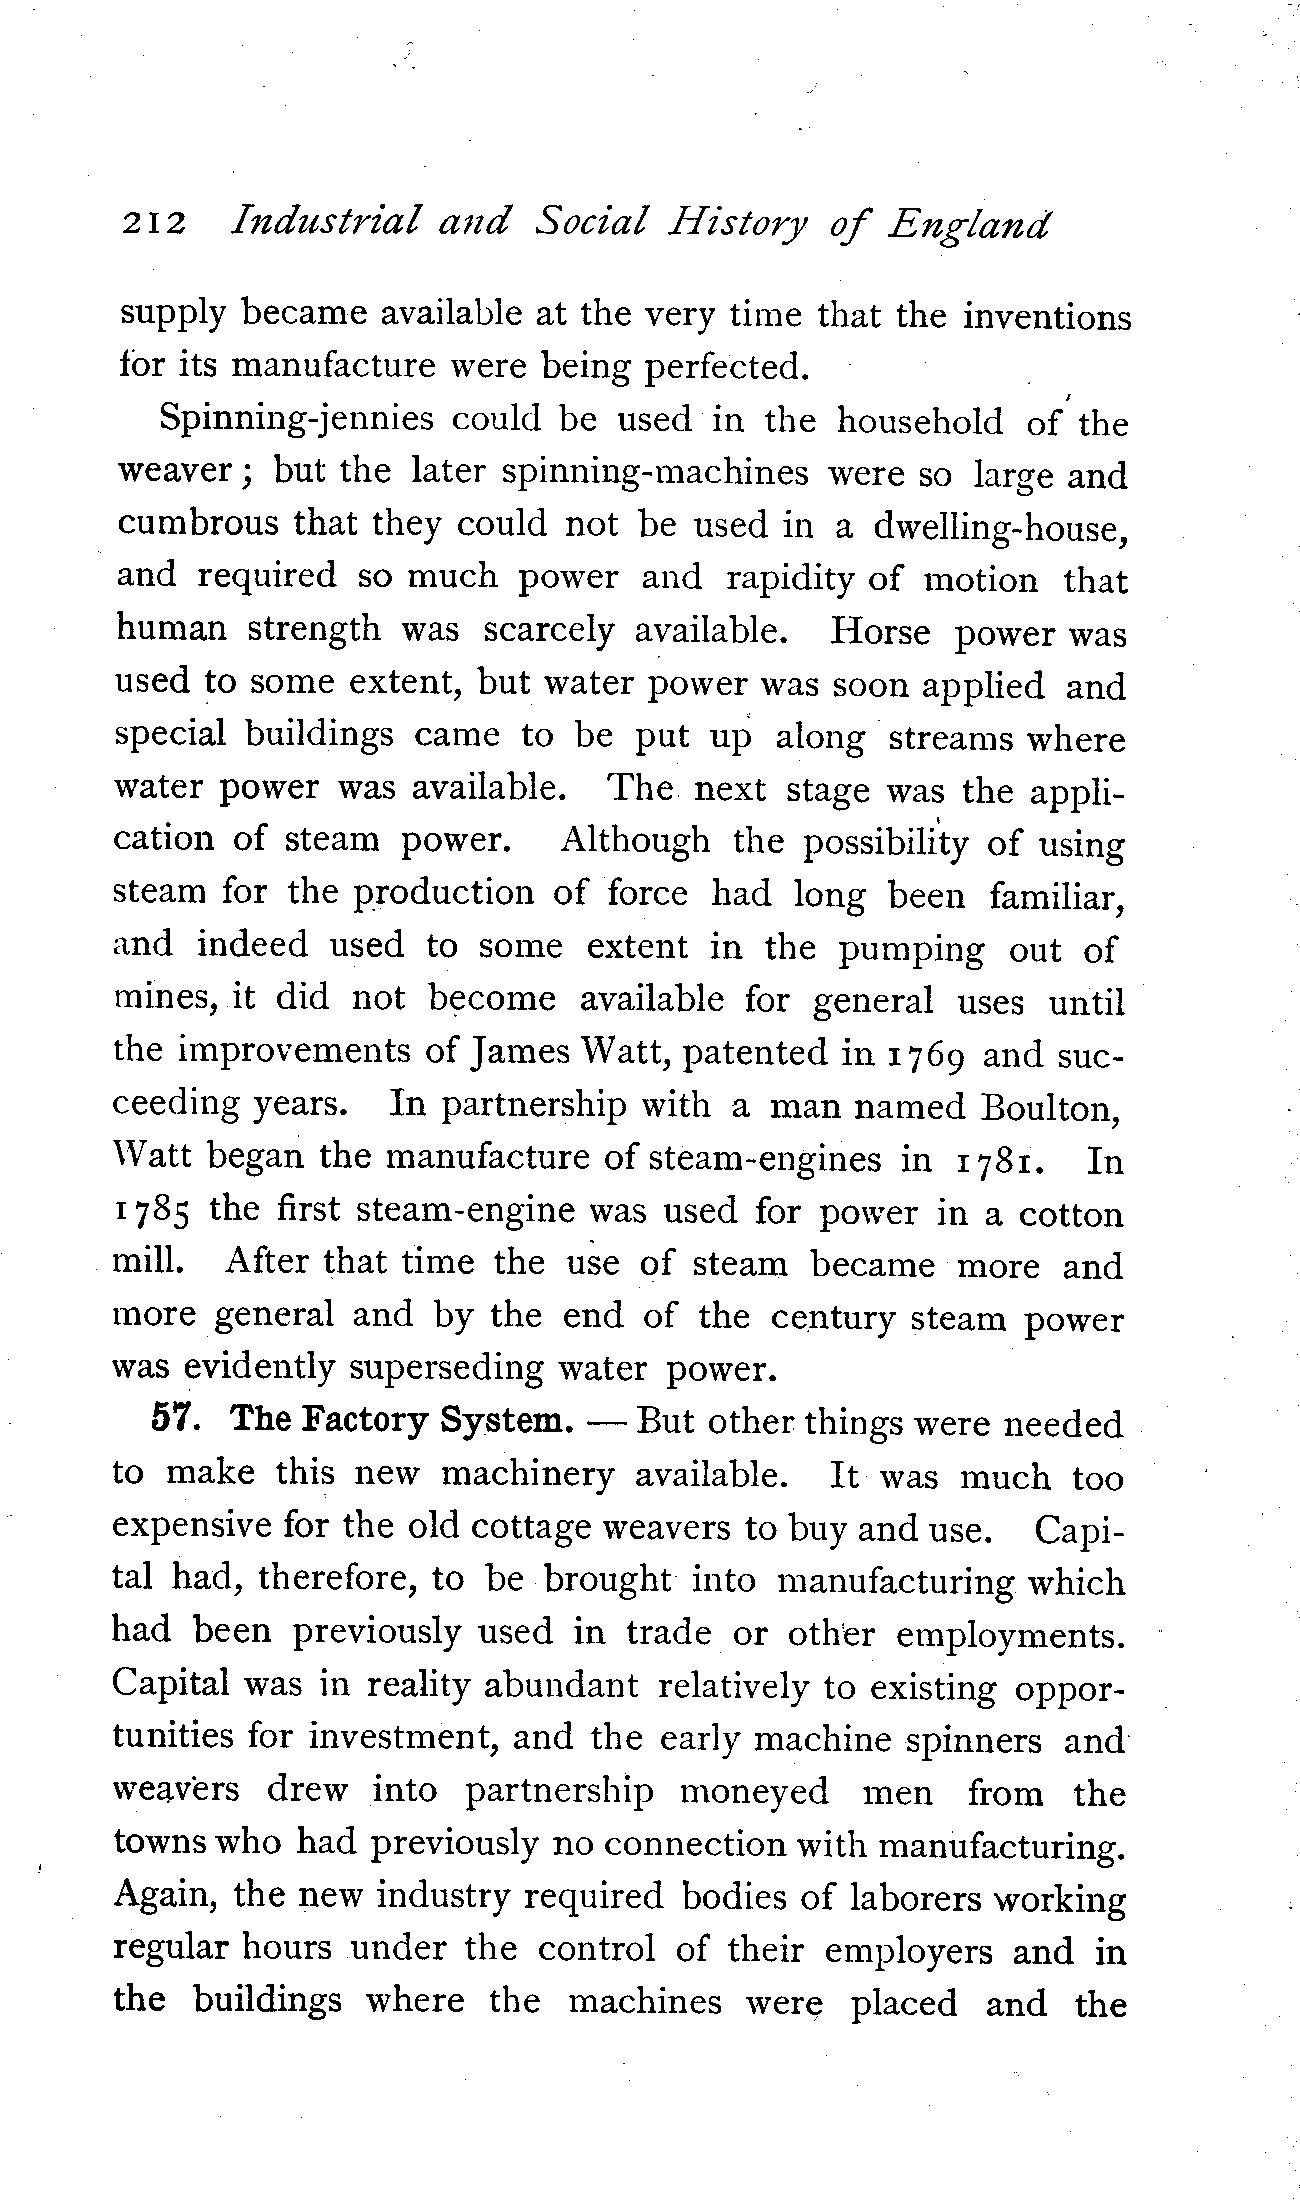 212 Industrial and Social History of England
supply became available at the very time that the inventions
for its manufacture were being perfected.
Spinning-jennies could be used in the household of the
weaver; but the later spinning-machines were so large and
cumbrous that they could not be used in a dwelling-house,
and required so much power and rapidity of motion that
human strength was scarcely available. Horse power was
used to some extent, but water power was soon applied and
special buildings came to be put up along streams where
water power was available. The next stage was the appli-
cation of steam power. Although the possibility of using
steam for the production of force had long been familiar,
and indeed used to some extent in the pumping out of
mines, it did not become available for general uses until
the improvements of James Watt, patented in 1769 and suc-
ceeding years. In partnership with a man named Boulton,
Watt began the manufacture of steam-engines in 1781. In
1785 the first steam-engine was used for power in a cotton
mill. After that time the use of steam became more and
more general and by the end of the century steam power
was evidently superseding water power.
57. The Factory System. — But other things were needed
to make this new machinery available. It was much too
expensive for the old cottage weavers to buy and use. Capi-
tal had, therefore, to be brought into manufacturing which
had been previously used in trade or other employments.
Capital was in reality abundant relatively to existing oppor-
tunities for investment, and the early machine spinners and
weavers drew into partnership moneyed men from the
towns who had previously no connection with manufacturing.
Again, the new industry required bodies of laborers working
regular hours under the control of their employers and in
the buildings where the machines were placed and the